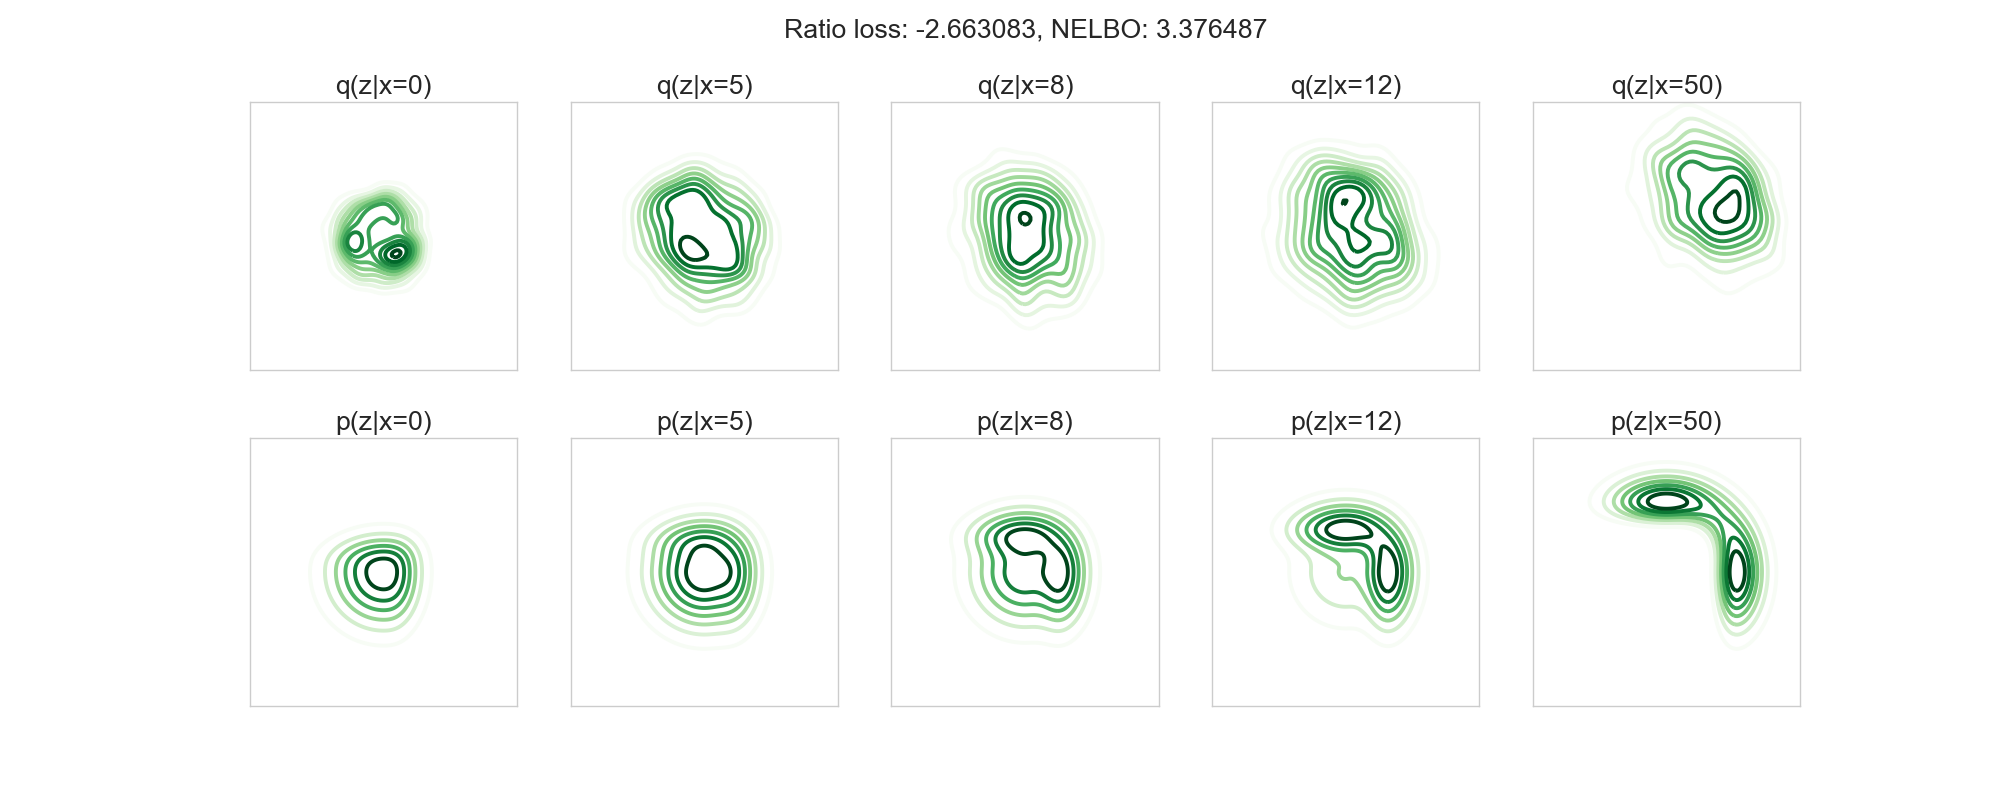 Ratio loss: -2.663083, NELBO: 3.376487
q(z|x=0) q(z|x=5) q(z|x=8) q(z|x=12) q(z|x=50)
p(z|x=0) p(z|x=5) p(z|x=8) p(z|x=12) p(z|x=50)